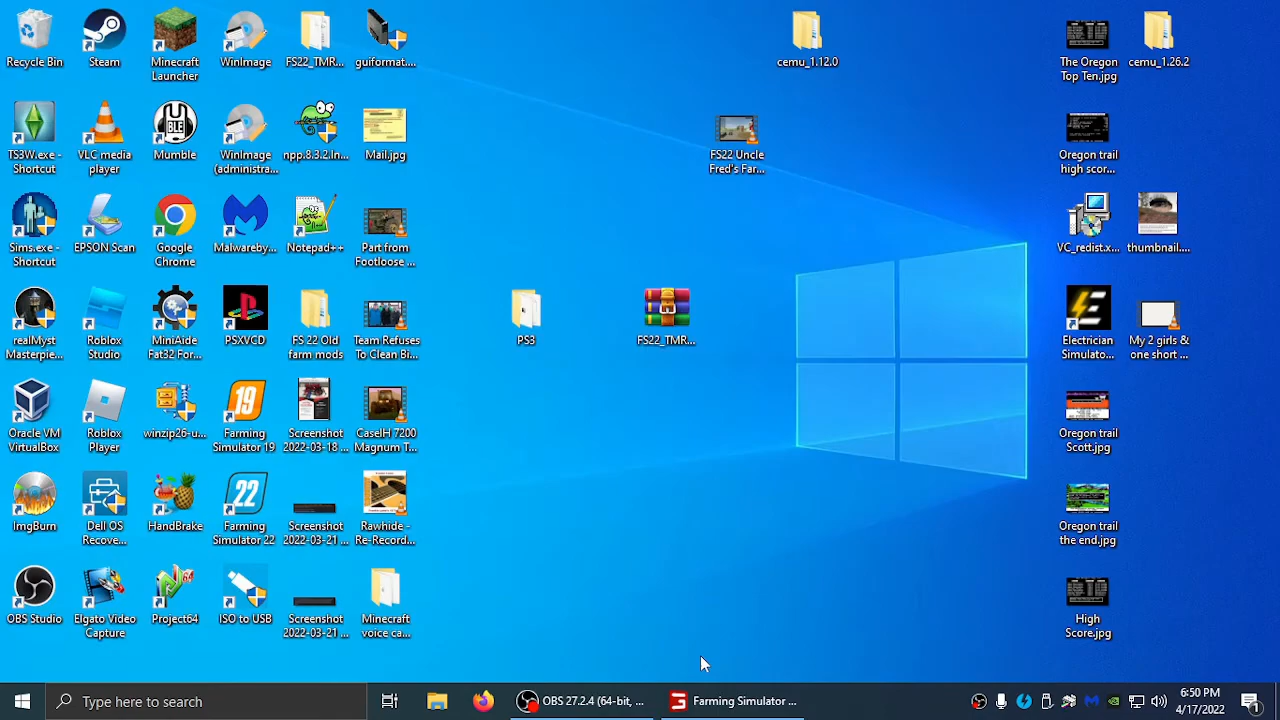 Recycle Bin
Steam
Minecraft
Launcher
WinImage
FS22_TMR...
guiformat....
cemu_1.12.0
The Oregon
Top Ten.jpg
cemu_1.26.2
TS3W.exe -
Shortcut
VLC media
player
BLE
Mumble
WinImage
(administra...
npp.8.3.2.In...
Mail.jpg
FS22 Uncle
Fred's Far...
Oregon trail
high scor...
Sims.exe -
Shortcut
EPSON Scan
Google
Chrome
Malwareby...
Notepad++
Part from
Footloose ...
VC_redist.x...
thumbnail....
realMyst
Masterpie...
Roblox
Studio
MiniAide
Fat32 For...
PSXVCD
FS 22 Old
farm mods
Team Refuses
To Clean Bi...
PS3
FS22_TMR...
E
Electrician
Simulato...
My 2 girls &
one short ...
Oracle VM
VirtualBox
Roblox
Player
winzip26-u...
19
Farming
Simulator 19
Screenshot
2022-03-18 ...
CaseIH 7200
Magnum T...
Oregon trail
Scott.jpg
ImgBurn
Dell OS
Recove...
HandBrake
22
Farming
Simulator 22
Screenshot
2022-03-21 ...
Rawhide -
Re-Record...
Oregon trail
the end.jpg
OBS Studio
Elgato Video
Capture
Project64
ISO to USB
Screenshot
2022-03-21 ...
Minecraft
voice ca...
High
Score.jpg
Type here to search
OBS 27.2.4 (64-bit, ...
Farming Simulator ...
6:50 PM
4/17/2022
1